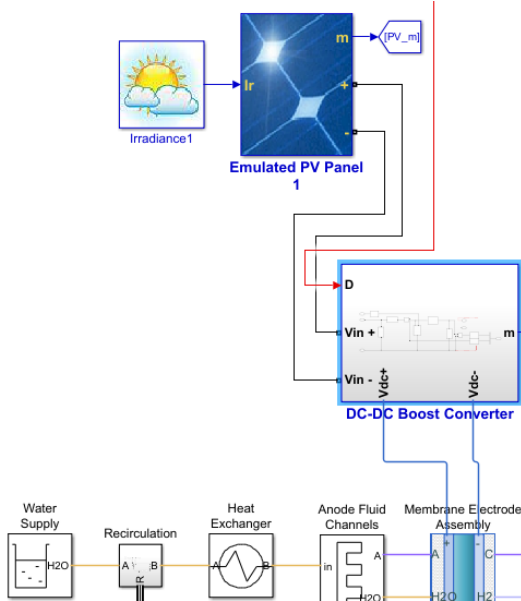 m
[PV_m]
Ir
+
-
Irradiance1
Emulated PV Panel
1
D
Vin +
m
Vin -
Vdc+
Vdc-
DC-DC Boost Converter
Water
Supply
Recirculation
Heat
Exchanger
Anode Fluid
Channels
Membrane Electrode
Assembly
H2O
A
B
R
A
B
in
A
H2O
+
-
A
C
H2O
H2